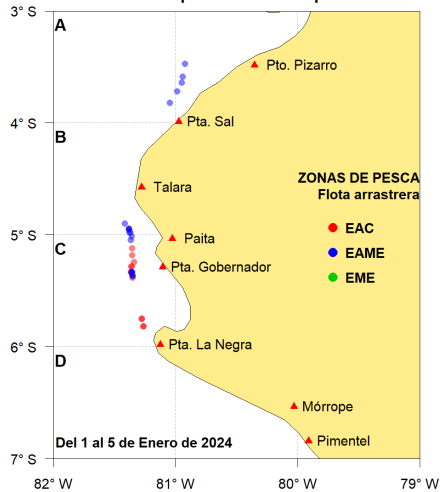 3° S
A
Pto. Pizarro
4° S
Pta. Sal
B
ZONAS DE PESCA
Talara
Flota arrastrera
EAC
5° S
Paita
C
EAME
Pta. Gobernador
EME
6° S
Pta. La Negra
D
Mórrope
Del 1 al 5 de Enero de 2024
Pimentel
7° S
82° W
81° W
80° W
79° W